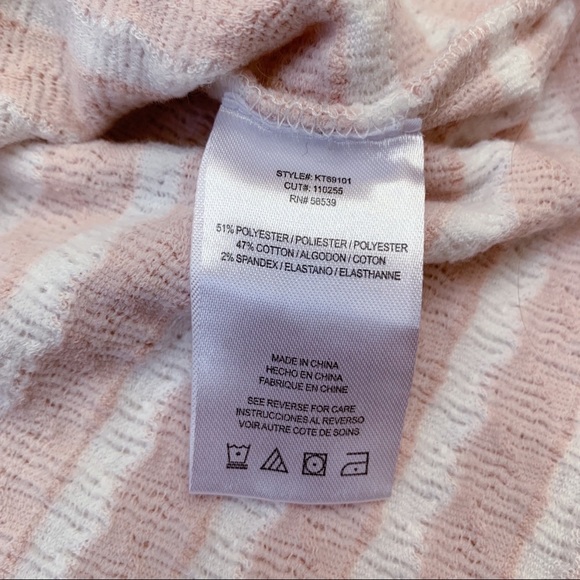 STYLE#: KT69101
CUT#: 110255
RN# 58539
51% POLYESTER / POLIESTER / POLYESTER
47% COTTON / ALGODON / COTON
2% SPANDEX / ELASTANO / ELASTHANNE
MADE IN CHINA
HECHO EN CHINA
FABRIQUE EN CHINE
SEE REVERSE FOR CARE
INSTRUCCIONES AL REVERSO
VOIR AUTRE COTE DE SOINS